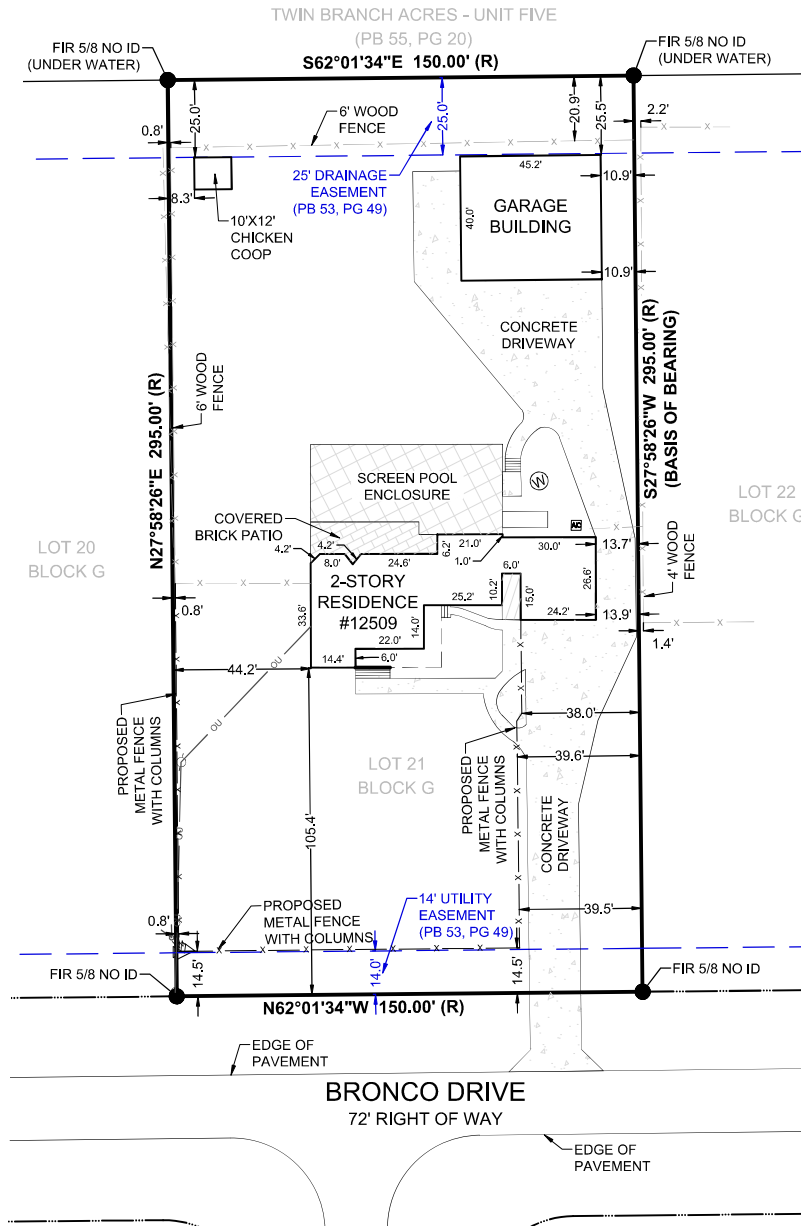 TWIN BRANCH ACRES - UNIT FIVE
(PB 55, PG 20)
S62°01'34"E 150.00' (R)
FIR 5/8 NO ID
(UNDER WATER)
FIR 5/8 NO ID
(UNDER WATER)
6' WOOD
FENCE
0.8'
25.0'
25.0'
20.9'
25.5'
2.2'
25' DRAINAGE
EASEMENT
(PB 53, PG 49)
45.2'
10.9'
8.3'
10'X12'
CHICKEN
COOP
40.0'
GARAGE
BUILDING
10.9'
CONCRETE
DRIVEWAY
N27°58'26"E 295.00' (R)
6' WOOD
FENCE
S27°58'26"W 295.00' (R)
(BASIS OF BEARING)
SCREEN POOL
ENCLOSURE
W
LOT 22
BLOCK G
COVERED
BRICK PATIO
AC
LOT 20
BLOCK G
4.2'
4.2'
8.0'
24.6'
6.2'
21.0'
1.0'
30.0'
13.7'
4' WOOD
FENCE
2-STORY
RESIDENCE
#12509
33.6'
0.8'
25.2'
10.2'
6.0'
15.0'
26.6'
24.2'
13.9'
14.0'
22.0'
14.4'
6.0'
1.4'
44.2'
OU
OU
38.0'
39.6'
PROPOSED
METAL FENCE
WITH COLUMNS
LOT 21
BLOCK G
PROPOSED
METAL FENCE
WITH COLUMNS
CONCRETE
DRIVEWAY
105.4'
0.8'
PROPOSED
METAL FENCE
WITH COLUMNS
14' UTILITY
EASEMENT
(PB 53, PG 49)
39.5'
14.5'
14.0'
14.5'
FIR 5/8 NO ID
FIR 5/8 NO ID
N62°01'34"W 150.00' (R)
EDGE OF
PAVEMENT
BRONCO DRIVE
72' RIGHT OF WAY
EDGE OF
PAVEMENT